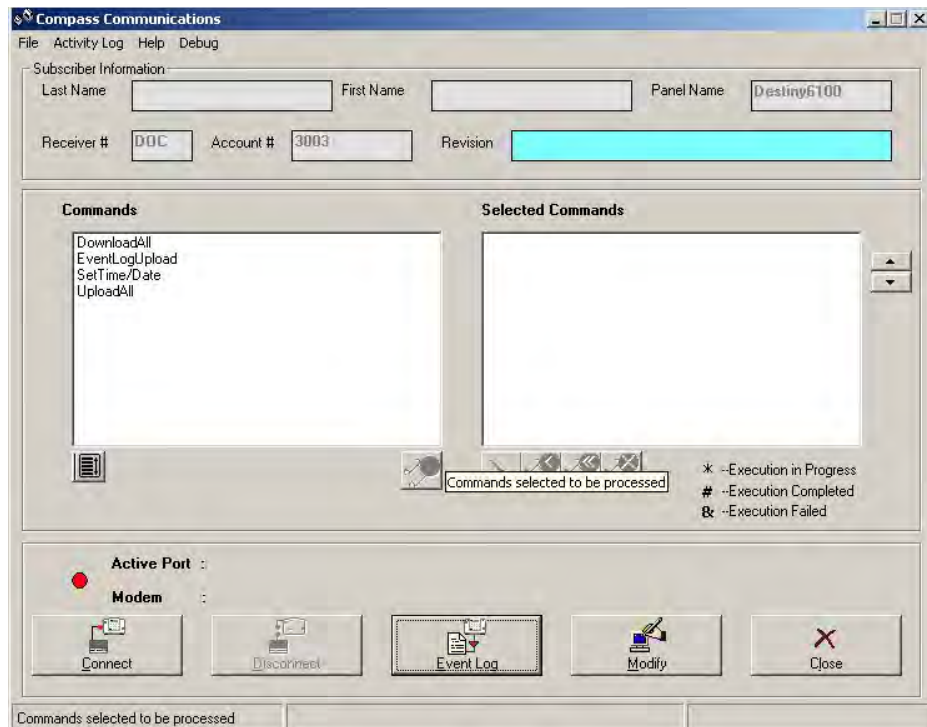 Compass Communications
File Activity Log Help Debug
Subscriber Information
Last Name First Name Panel Name Destiny6100
Receiver # DOC Account # 3003 Revision
Commands Selected Commands
DownloadAll
EventLogUpload
SetTime/Date
UploadAll
Commands selected to be processed
* --Execution in Progress
# --Execution Completed
& --Execution Failed
Active Port :
Modem :
Connect Disconnect Event Log Modify Close
Commands selected to be processed